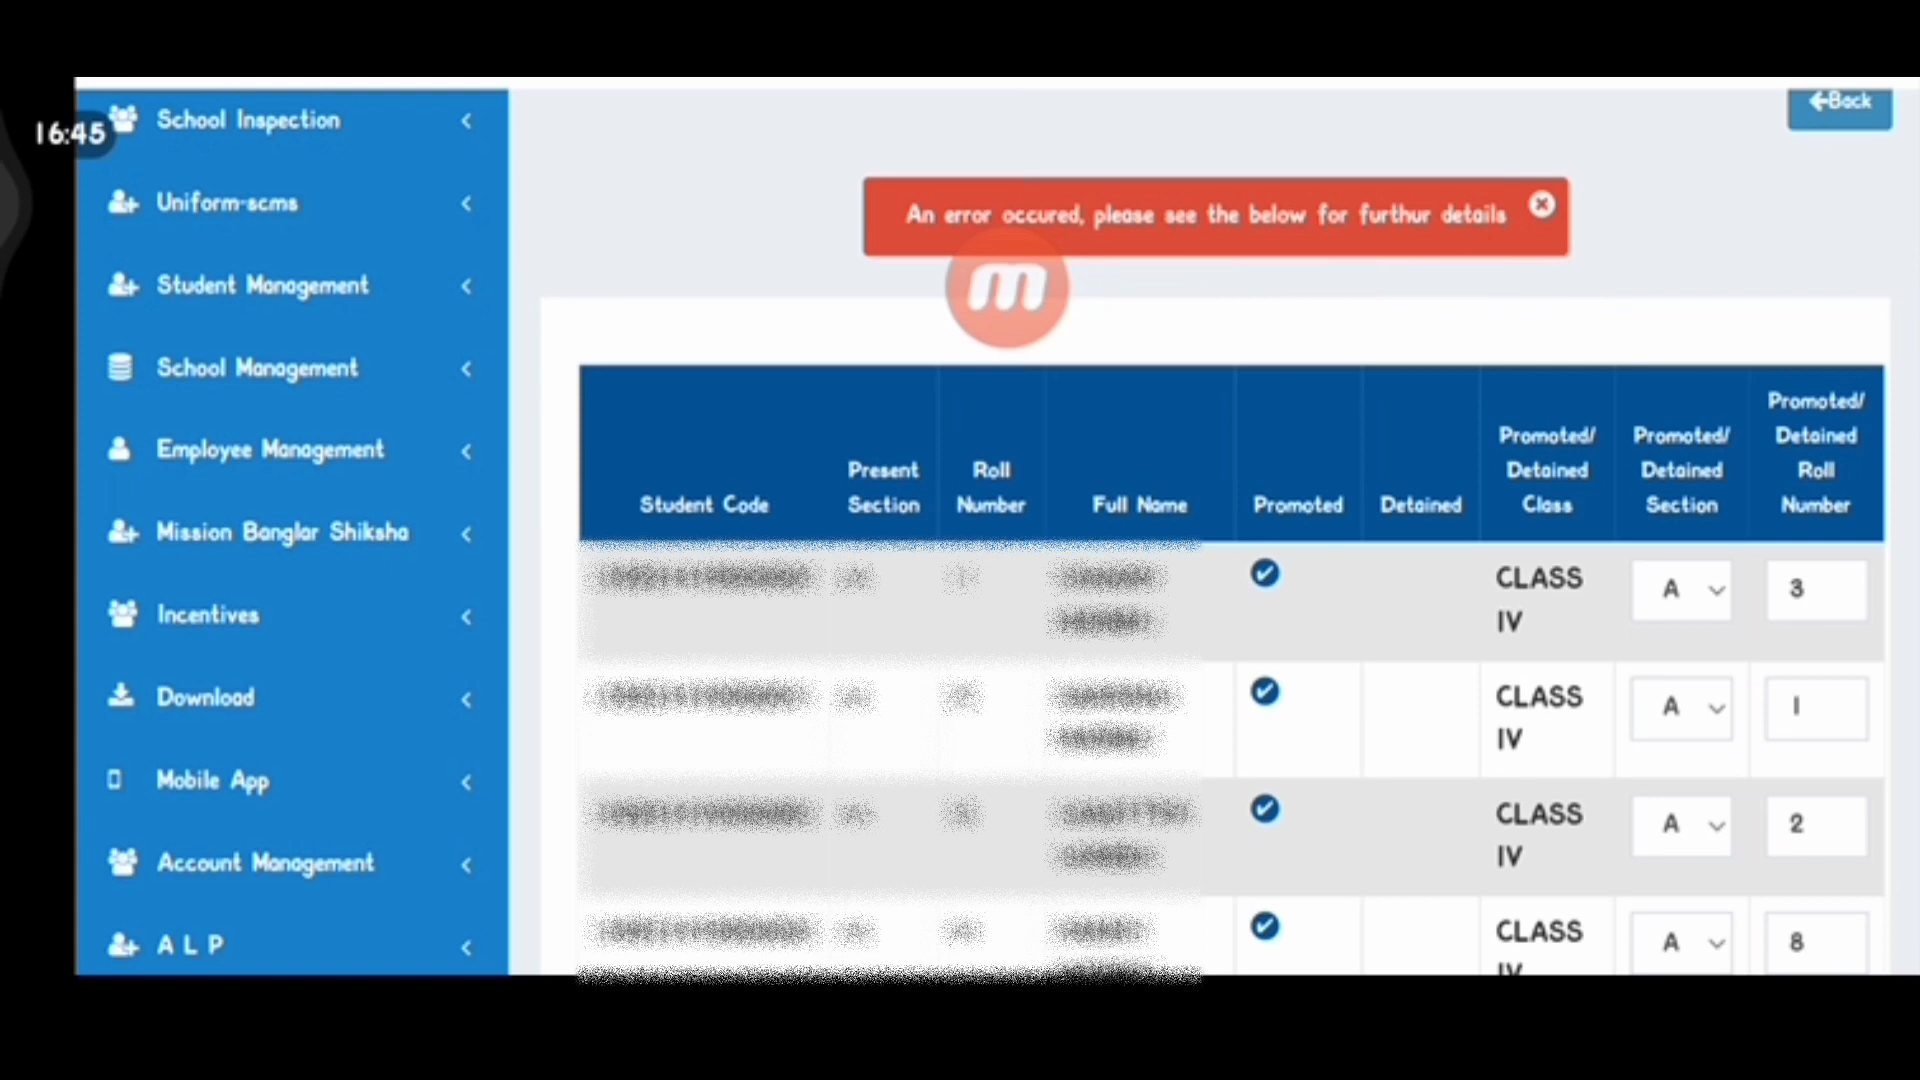 ←Back
16:45
School Inspection
Uniform-scms
Student Management
School Management
Employee Management
Mission Banglar Shiksha
Incentives
Download
Mobile App
Account Management
A L P
An error occured, please see the below for furthur details
m
Student Code
Present
Section
Roll
Number
Full Name
Promoted
Detained
Promoted/
Detained
Class
Promoted/
Detained
Section
Promoted/
Detained
Roll
Number
CLASS
IV
A
3
CLASS
IV
A
1
CLASS
IV
A
2
CLASS
IV
A
8